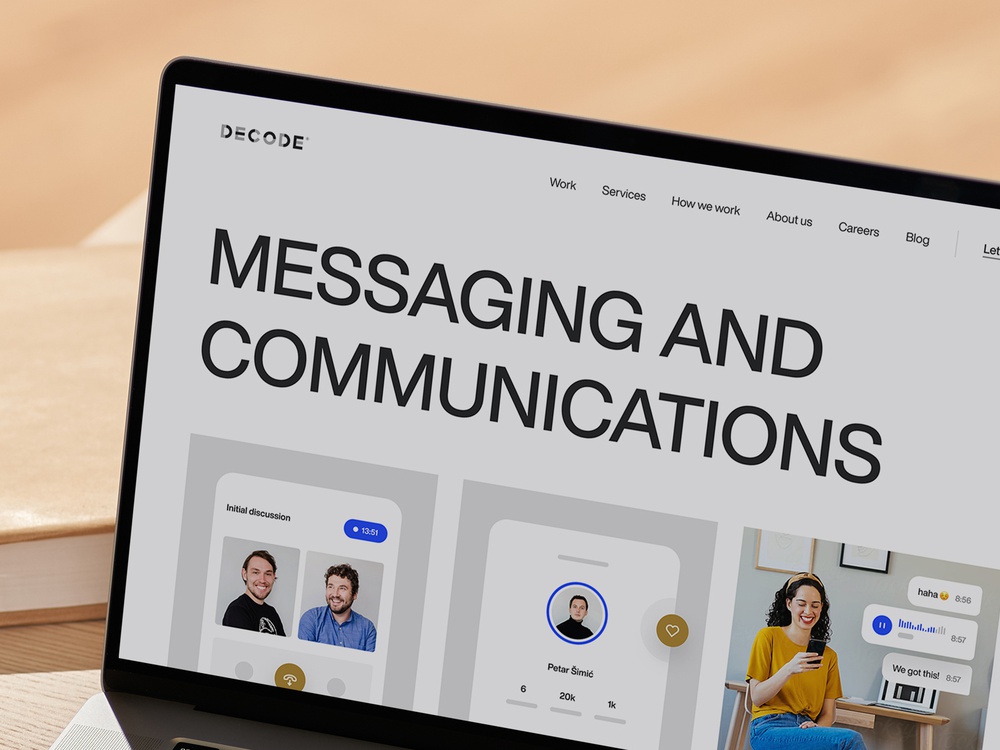 DECODE
Work Services How we work About us Careers Blog Let
MESSAGING AND
COMMUNICATIONS
Initial discussion
13:51
Petar Šimić
6 20k 1k
haha😄 8:56
8:57
We got this! 8:57